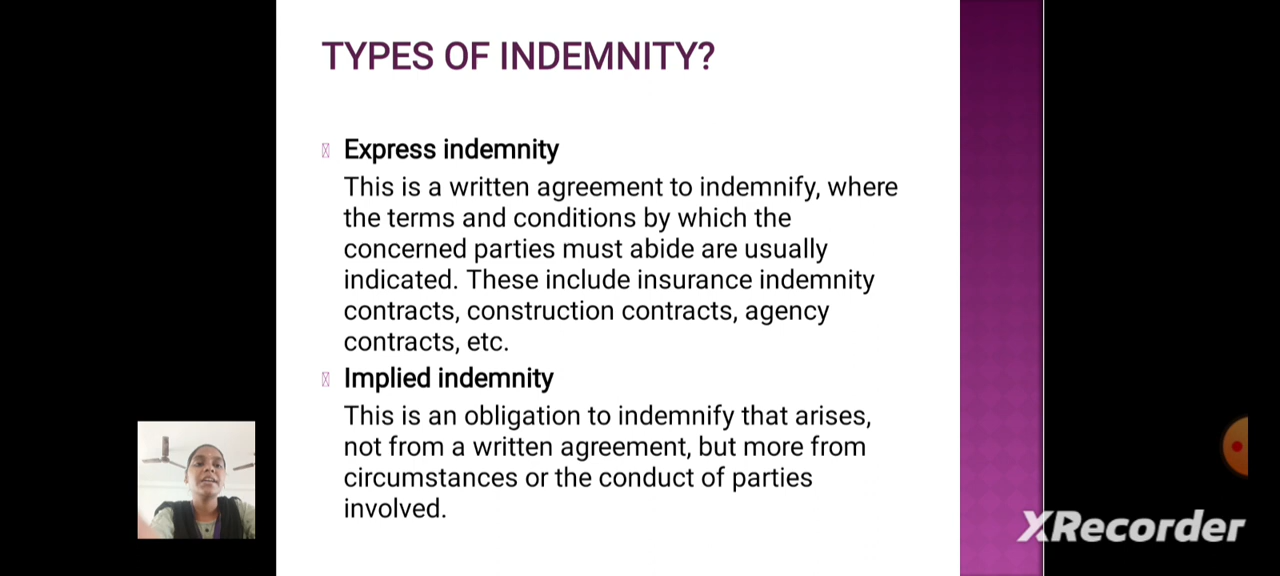 TYPES OF INDEMNITY?
Express indemnity
This is a written agreement to indemnify, where
the terms and conditions by which the
concerned parties must abide are usually
indicated. These include insurance indemnity
contracts, construction contracts, agency
contracts, etc.
Implied indemnity
This is an obligation to indemnify that arises,
not from a written agreement, but more from
circumstances or the conduct of parties
involved.
XRecorder